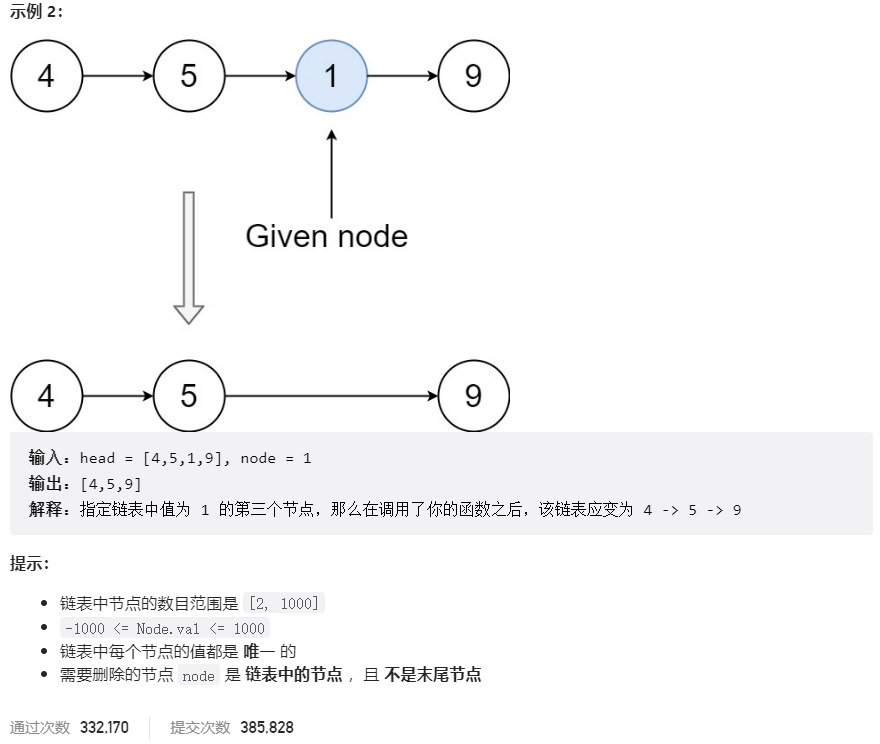 示例 2：
4 5 1 9
Given node
4 5 9
输入：head = [4,5,1,9], node = 1
输出：[4,5,9]
解释：指定链表中值为 1 的第三个节点，那么在调用了你的函数之后，该链表应变为 4 -> 5 -> 9
提示：
链表中节点的数目范围是 [2, 1000]
-1000 <= Node.val <= 1000
链表中每个节点的值都是 唯一 的
需要删除的节点 node 是 链表中的节点 ，且 不是末尾节点
通过次数 332,170 提交次数 385,828